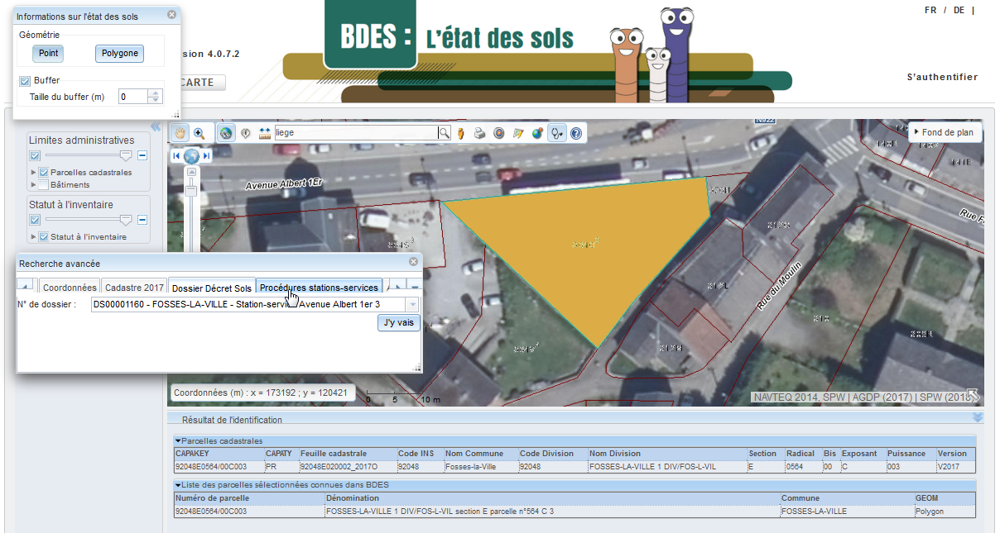 Informations sur l'état des sols
Géométrie
Point
Polygone
Buffer
Taille du buffer (m)
0
FR / DE |
BDES : L'état des sols
sion 4.0.7.2
CARTE
S'authentifier
Limites administratives
Parcelles cadastrales
Bâtiments
Statut à l'inventaire
Statut à l'inventaire
liege
N922
Fond de plan
Avenue Albert 1Er
Rue F
Rue du Moulin
Recherche avancée
Coordonnées
Cadastre 2017
Dossier Décret Sols
Procédures stations-services
N° de dossier :
DS00001160 - FOSSES-LA-VILLE - Station-servi Avenue Albert 1er 3
J'y vais
Coordonnées (m) : x = 173192 ; y = 120421
0 5 10 m
NAVTEQ 2014, SPW | AGDP (2017) | SPW (2015
Résultat de l'identification
Parcelles cadastrales
CAPAKEY CAPATY Feuille cadastrale Code INS Nom Commune Code Division Nom Division Section Radical Bis Exposant Puissance Version
92048E0564/00C003 PR 92048E020002_2017O 92048 Fosses-la-Ville 92048 FOSSES-LA-VILLE 1 DIV/FOS-L-VIL E 0564 00 C 003 V2017
Liste des parcelles sélectionnées connues dans BDES
Numéro de parcelle Dénomination Commune GEOM
92048E0564/00C003 FOSSES-LA-VILLE 1 DIV/FOS-L-VIL section E parcelle n°564 C 3 FOSSES-LA-VILLE Polygon